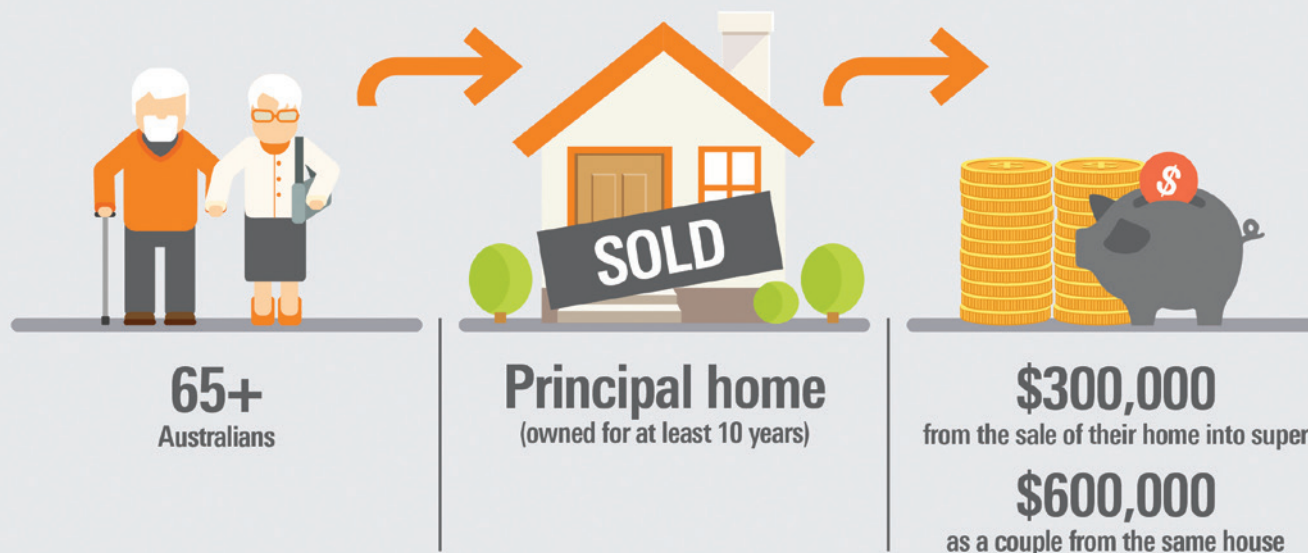 SOLD
$
65+
Australians
Principal home
(owned for at least 10 years)
$300,000
from the sale of their home into super
$600,000
as a couple from the same house